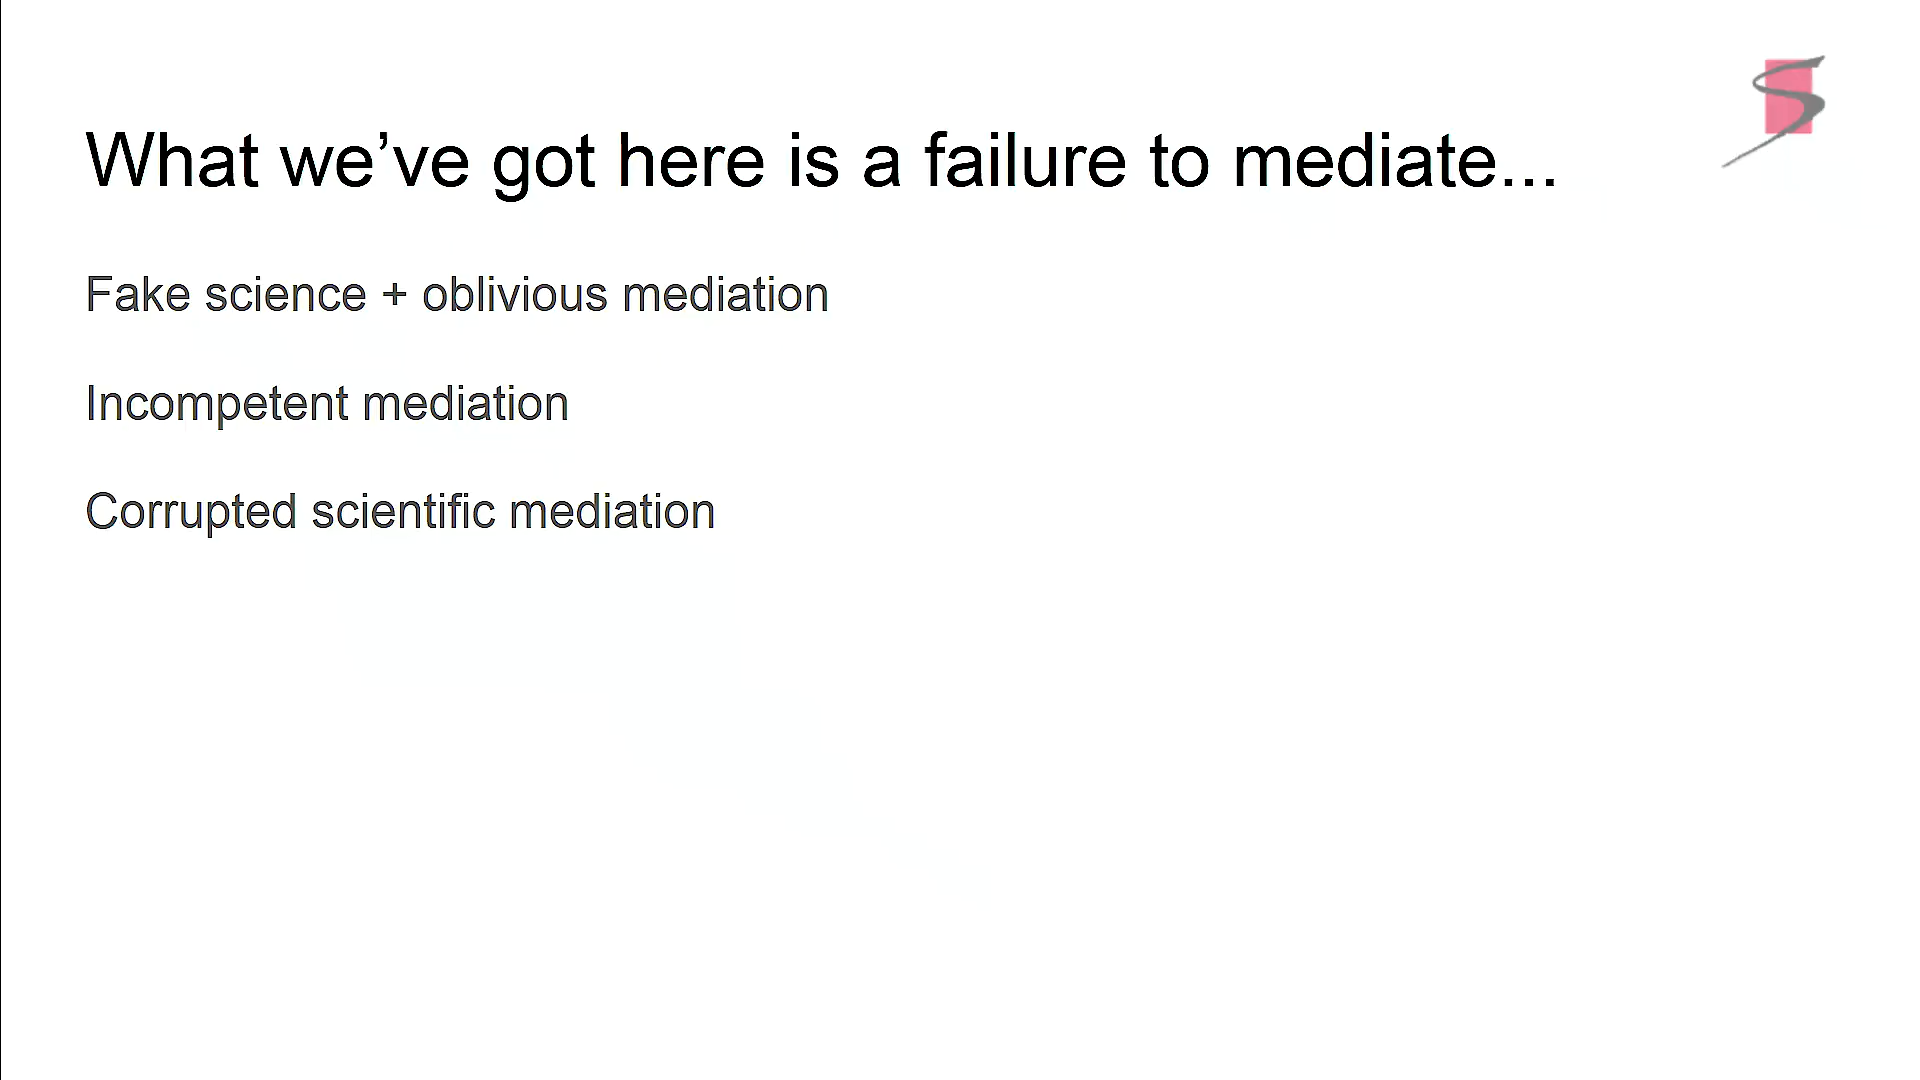 What we’ve got here is a failure to mediate...
Fake science + oblivious mediation
Incompetent mediation
Corrupted scientific mediation